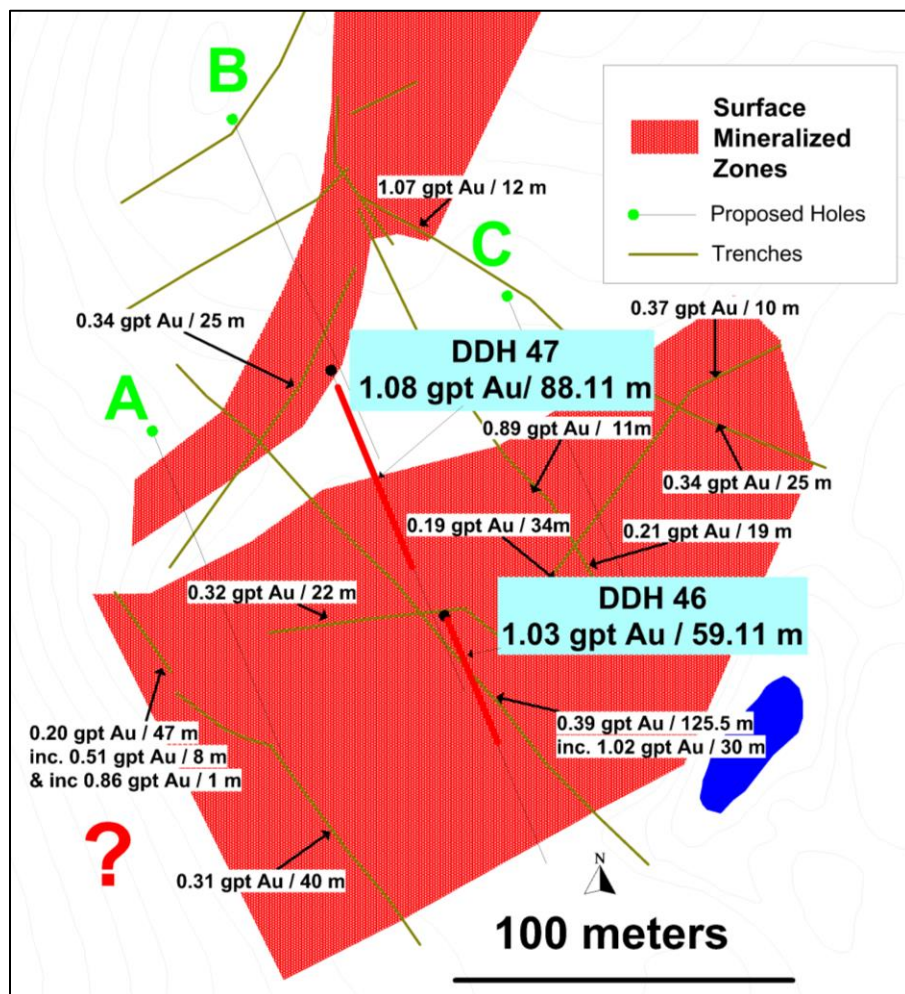 B
Surface
Mineralized
Zones
Proposed Holes
Trenches
1.07 gpt Au / 12 m
C
0.37 gpt Au / 10 m
0.34 gpt Au / 25 m
DDH 47
1.08 gpt Au/ 88.11 m
A
0.89 gpt Au / 11m
0.34 gpt Au / 25 m
0.19 gpt Au / 34m
0.21 gpt Au / 19 m
0.32 gpt Au / 22 m
DDH 46
1.03 gpt Au / 59.11 m
0.20 gpt Au / 47 m
inc. 0.51 gpt Au / 8 m
& inc 0.86 gpt Au / 1 m
0.39 gpt Au / 125.5 m
inc. 1.02 gpt Au / 30 m
?
0.31 gpt Au / 40 m
N
100 meters